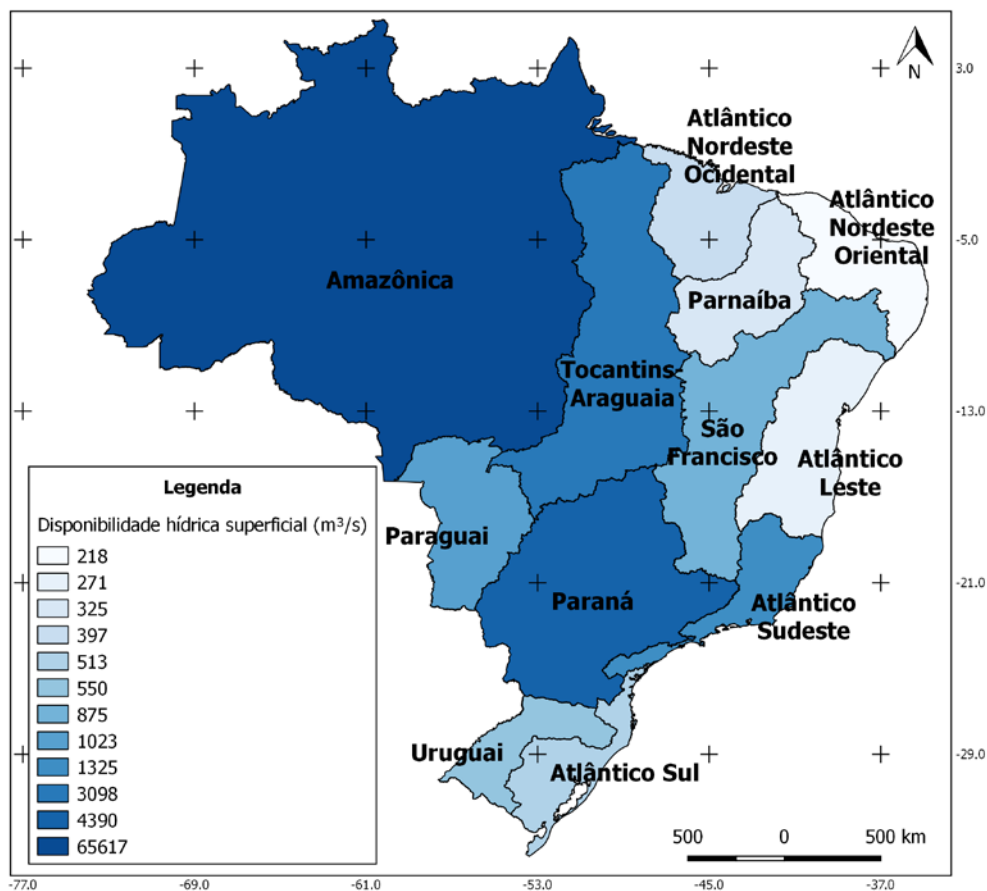 N
3.0
-5.0
-13.0
-21.0
-29.0
Atlântico
Nordeste
Ocidental
Atlântico
Nordeste
Oriental
Amazônica
Parnaíba
Tocantins-
Araguaia
São
Francisco
Atlântico
Leste
Paraguai
Paraná
Atlântico
Sudeste
Uruguai
Atlântico Sul
Legenda
Disponibilidade hídrica superficial (m³/s)
218
271
325
397
513
550
875
1023
1325
3098
4390
65617
500 0 500 km
-77.0 -69.0 -61.0 -53.0 -45.0 -37.0